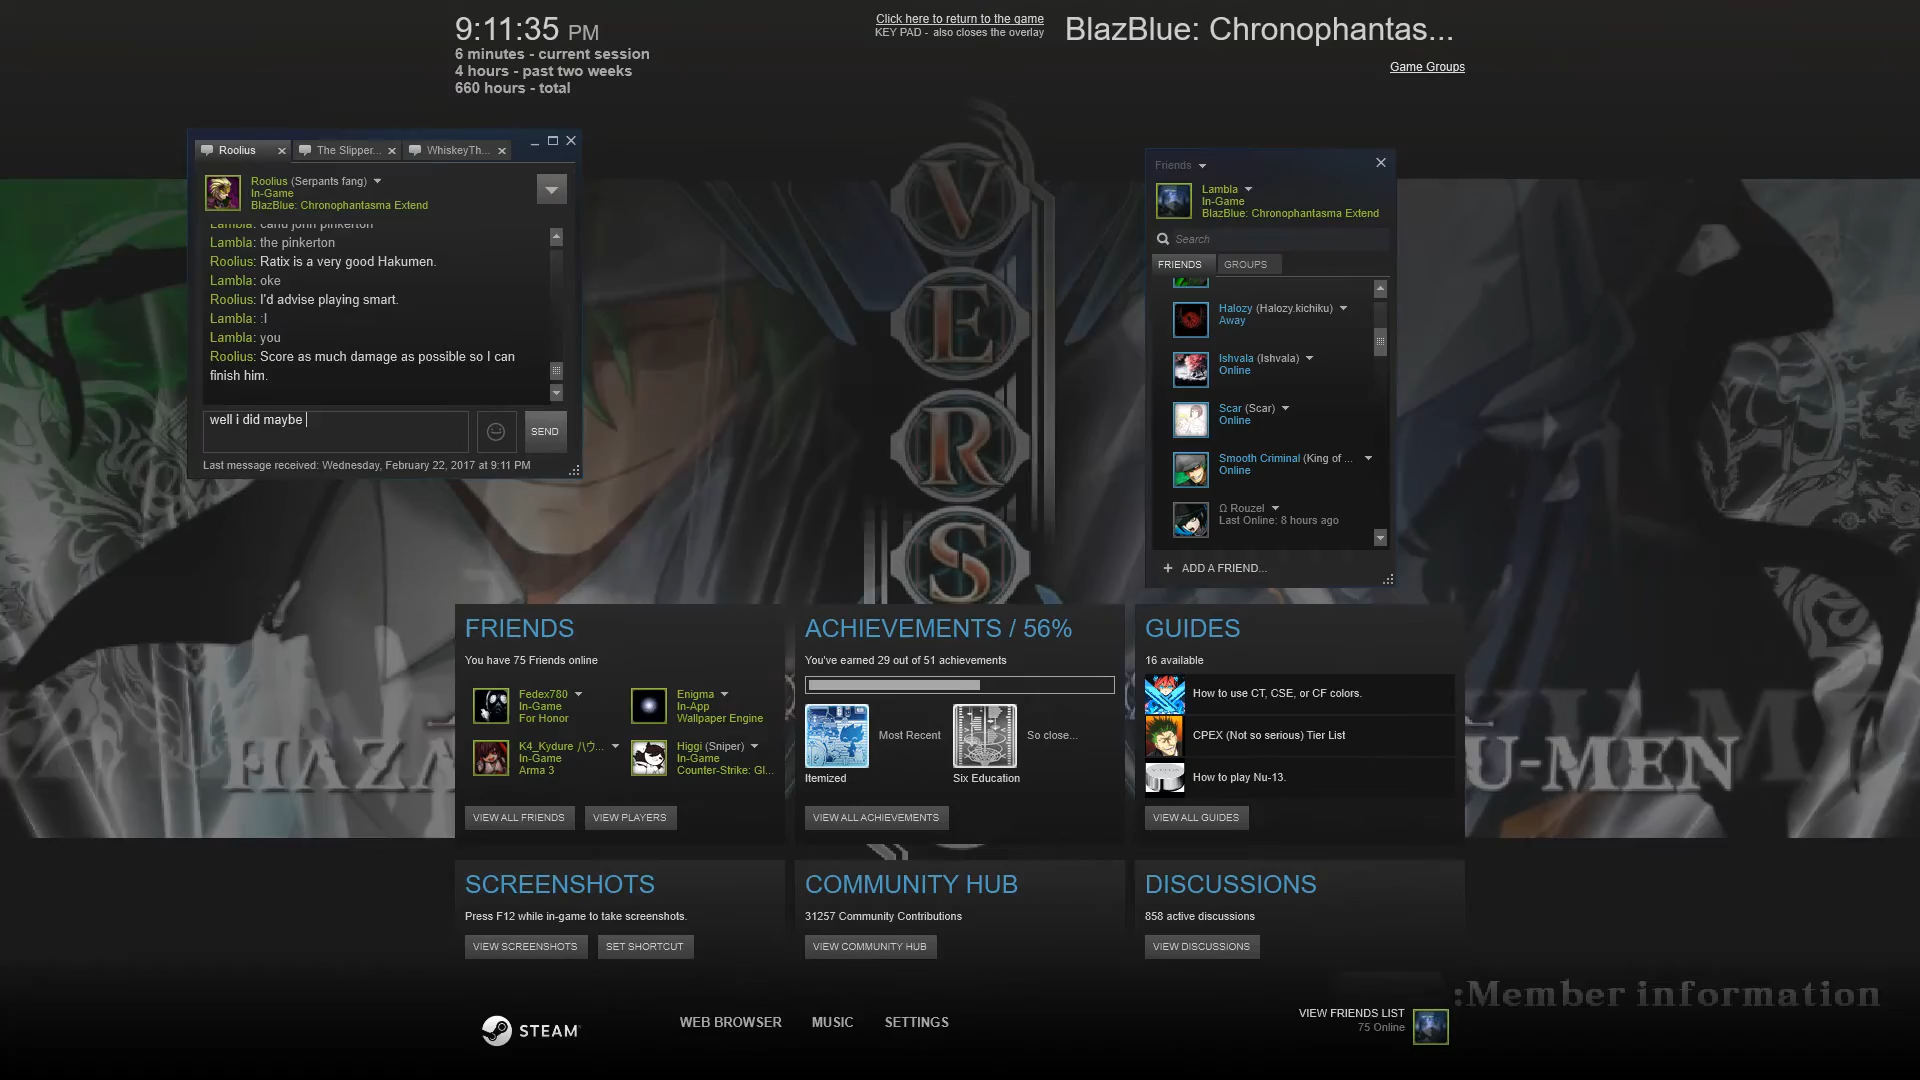 9:11:35 PM
6 minutes - current session
4 hours - past two weeks
660 hours - total
Click here to return to the game
KEY PAD - also closes the overlay
BlazBlue: Chronophantas...
Game Groups
Roolius
The Slipper...
WhiskeyTh...
Roolius (Serpants fang)
In-Game
BlazBlue: Chronophantasma Extend
Lambla: the pinkerton
Roolius: Ratix is a very good Hakumen.
Lambla: oke
Roolius: I'd advise playing smart.
Lambla: :I
Lambla: you
Roolius: Score as much damage as possible so I can
finish him.
well i did maybe
SEND
Last message received: Wednesday, February 22, 2017 at 9:11 PM
VERS
Friends
Lambla
In-Game
BlazBlue: Chronophantasma Extend
Search
FRIENDS
GROUPS
Halozy (Halozy.kichiku)
Away
Ishvala (Ishvala)
Online
Scar (Scar)
Online
Smooth Criminal (King of ...
Online
Ω Rouzel
Last Online: 8 hours ago
+ ADD A FRIEND...
FRIENDS
You have 75 Friends online
Fedex780
In-Game
For Honor
Enigma
In-App
Wallpaper Engine
K4_Kydure ハウ...
In-Game
Arma 3
Higgi (Sniper)
In-Game
Counter-Strike: Gl...
VIEW ALL FRIENDS
VIEW PLAYERS
ACHIEVEMENTS / 56%
You've earned 29 out of 51 achievements
Most Recent
Itemized
So close...
Six Education
VIEW ALL ACHIEVEMENTS
GUIDES
16 available
How to use CT, CSE, or CF colors.
CPEX (Not so serious) Tier List
How to play Nu-13.
VIEW ALL GUIDES
HAZA
U-MEN
SCREENSHOTS
Press F12 while in-game to take screenshots.
VIEW SCREENSHOTS
SET SHORTCUT
COMMUNITY HUB
31257 Community Contributions
VIEW COMMUNITY HUB
DISCUSSIONS
858 active discussions
VIEW DISCUSSIONS
:Member information
STEAM
WEB BROWSER
MUSIC
SETTINGS
VIEW FRIENDS LIST
75 Online